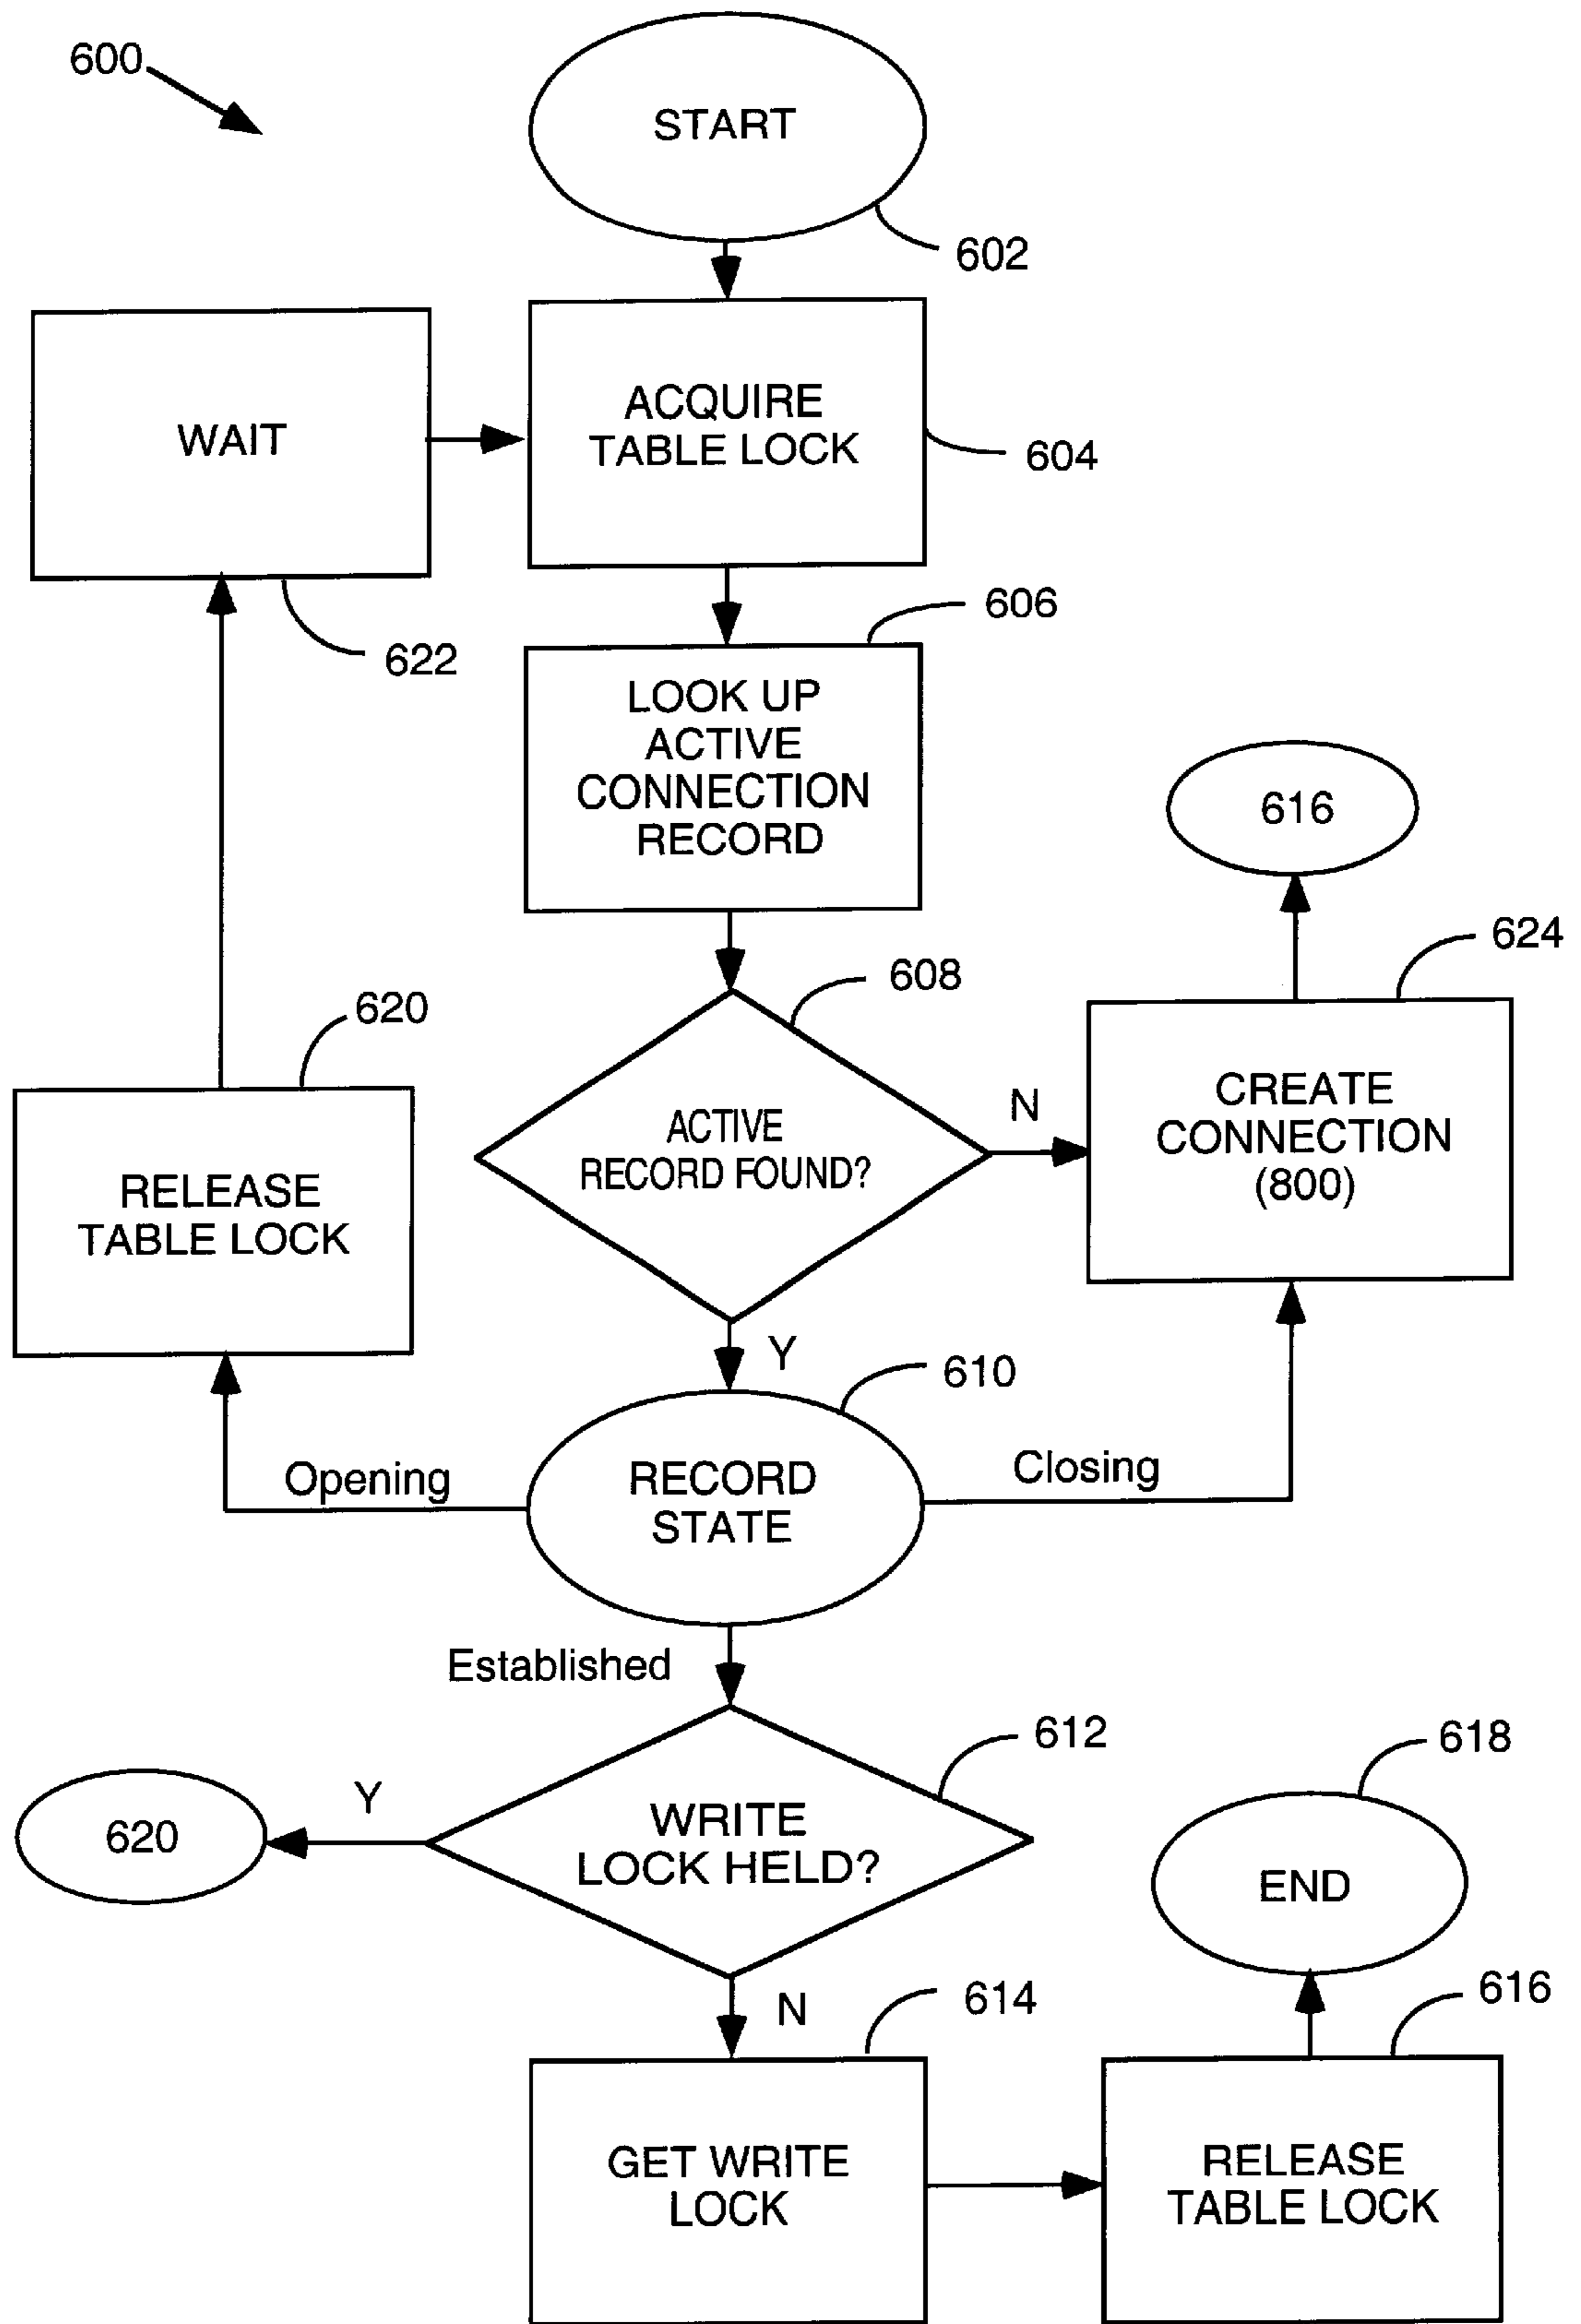 600
START
602
WAIT
ACQUIRE
TABLE LOCK
604
622
606
LOOK UP
ACTIVE
CONNECTION
RECORD
616
624
608
620
ACTIVE
RECORD FOUND?
N
CREATE
CONNECTION
(800)
RELEASE
TABLE LOCK
Y
610
Opening
RECORD
STATE
Closing
Established
612
618
Y
620
WRITE
LOCK HELD?
END
N
614
616
GET WRITE
LOCK
RELEASE
TABLE LOCK